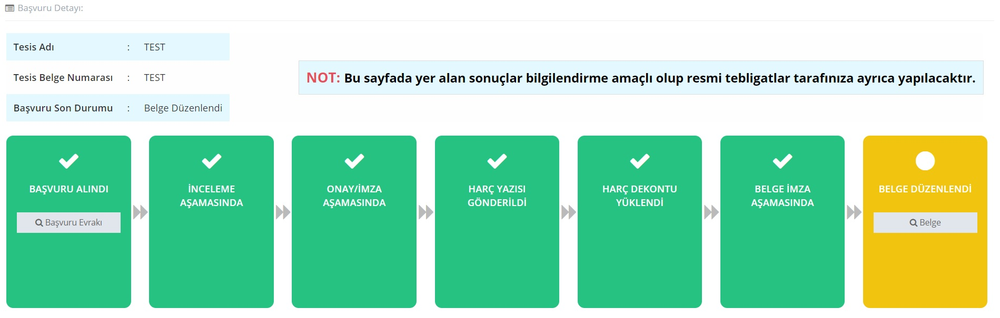 Başvuru Detayı:
Tesis Adı : TEST
Tesis Belge Numarası : TEST
Başvuru Son Durumu : Belge Düzenlendi
NOT: Bu sayfada yer alan sonuçlar bilgilendirme amaçlı olup resmi tebligatlar tarafınıza ayrıca yapılacaktır.
BAŞVURU ALINDI
Başvuru Evrakı
İNCELEME
AŞAMASINDA
ONAY/İMZA
AŞAMASINDA
HARÇ YAZISI
GÖNDERİLDİ
HARÇ DEKONTU
YÜKLENDİ
BELGE İMZA
AŞAMASINDA
BELGE DÜZENLENDİ
Belge